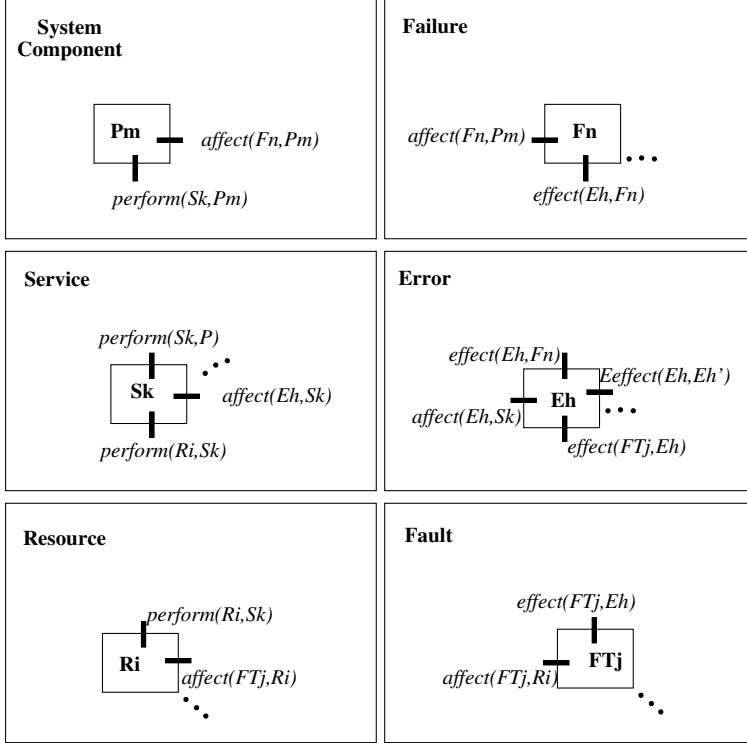 System
Component
Pm
affect(Fn,Pm)
perform(Sk,Pm)
Failure
affect(Fn,Pm)
Fn
effect(Eh,Fn)
Service
perform(Sk,P)
Sk
affect(Eh,Sk)
perform(Ri,Sk)
Error
effect(Eh,Fn)
Eeffect(Eh,Eh’)
Eh
affect(Eh,Sk)
effect(FTj,Eh)
Resource
perform(Ri,Sk)
Ri
affect(FTj,Ri)
Fault
effect(FTj,Eh)
FTj
affect(FTj,Ri)